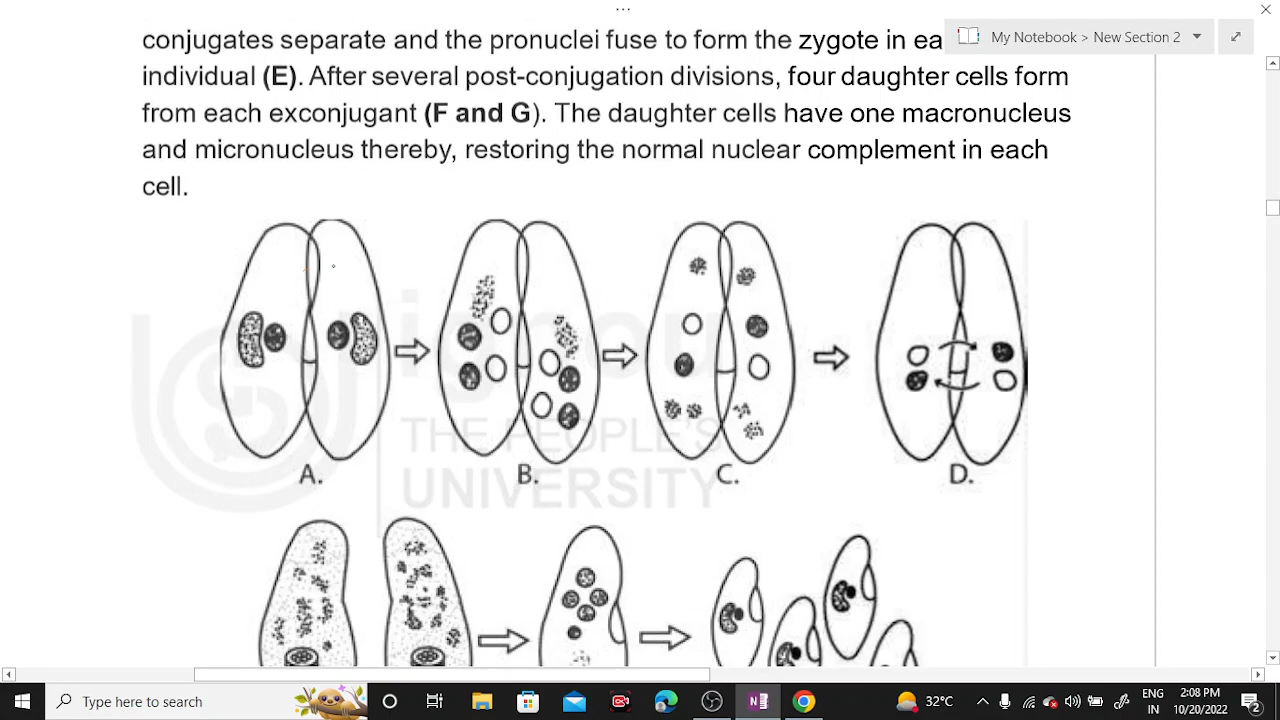 ...
My Notebook > New Section 2
conjugates separate and the pronuclei fuse to form the zygote in ea
individual (E). After several post-conjugation divisions, four daughter cells form
from each exconjugant (F and G). The daughter cells have one macronucleus
and micronucleus thereby, restoring the normal nuclear complement in each
cell.
ignou
THE PEOPLE'S
UNIVERSITY
A.
B.
C.
D.
Type here to search
32°C
ENG
IN
2:08 PM
10/20/2022
2